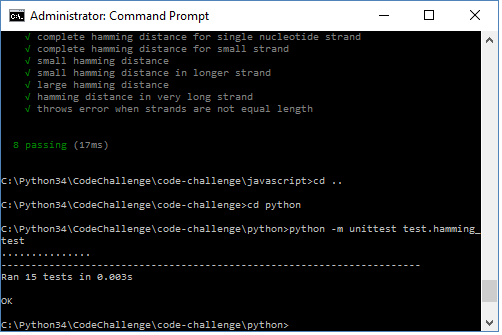 Administrator: Command Prompt
√ complete hamming distance for single nucleotide strand
√ complete hamming distance for small strand
√ small hamming distance
√ small hamming distance in longer strand
√ large hamming distance
√ hamming distance in very long strand
√ throws error when strands are not equal length
8 passing (17ms)
C:\Python34\CodeChallenge\code-challenge\javascript>cd ..
C:\Python34\CodeChallenge\code-challenge>cd python
C:\Python34\CodeChallenge\code-challenge\python>python -m unittest test.hamming_
test
...............
----------------------------------------------------------------------
Ran 15 tests in 0.003s
OK
C:\Python34\CodeChallenge\code-challenge\python>